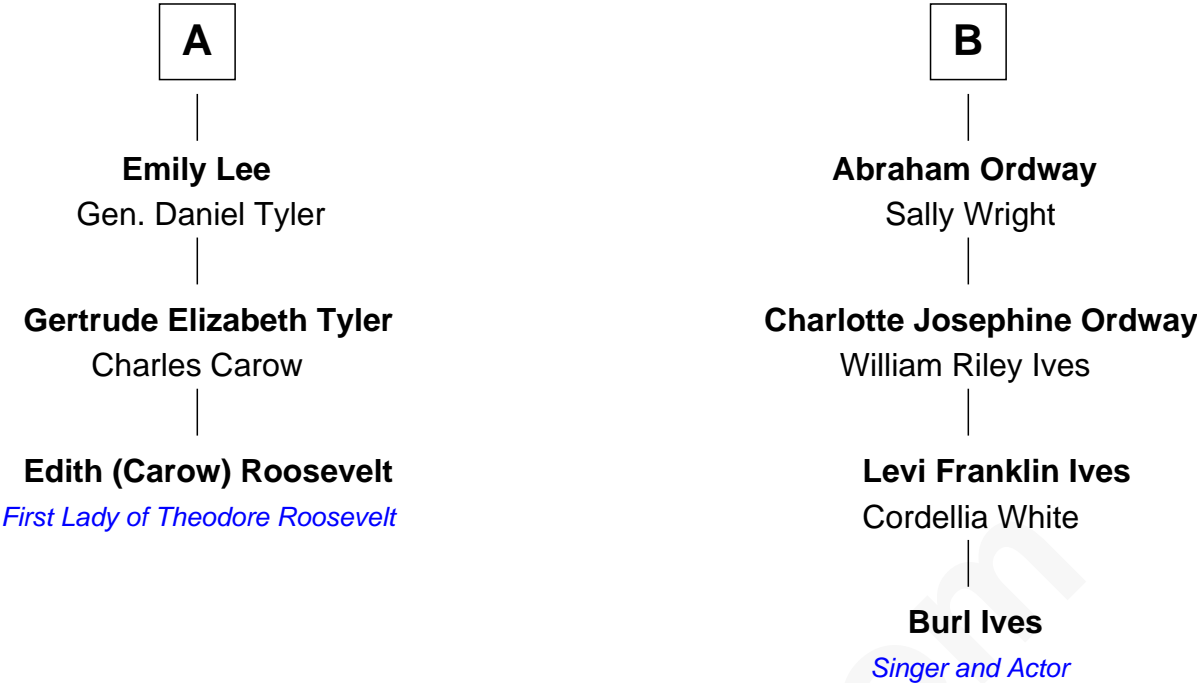 A
Emily Lee
Gen. Daniel Tyler
Gertrude Elizabeth Tyler
Charles Carow
Edith (Carow) Roosevelt
First Lady of Theodore Roosevelt
B
Abraham Ordway
Sally Wright
Charlotte Josephine Ordway
William Riley Ives
Levi Franklin Ives
Cordellia White
Burl Ives
Singer and Actor